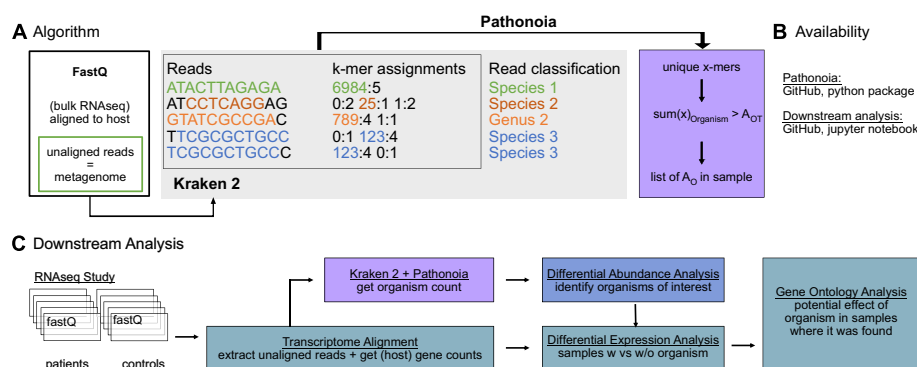 Pathonoia
A Algorithm
B Availability
FastQ
(bulk RNAseq)
aligned to host
unaligned reads
=
metagenome
Reads k-mer assignments Read classification
ATACTTAGAGA 6984:5 Species 1
ATCCTCAGGAG 0:2 25:1 1:2 Species 2
GTATCGCCGAC 789:4 1:1 Genus 2
TTCGCGCTGCC 0:1 123:4 Species 3
TCGCGCTGCCC 123:4 0:1 Species 3
Kraken 2
unique x-mers
sum(x)Organism > AOT
list of AO in sample
Pathonoia:
GitHub, python package
Downstream analysis:
GitHub, jupyter notebook
C Downstream Analysis
RNAseq Study
fastQ fastQ
patients controls
Kraken 2 + Pathonoia
get organism count
Transcriptome Alignment
extract unaligned reads + get (host) gene counts
Differential Abundance Analysis
identify organisms of interest
Differential Expression Analysis
samples w vs w/o organism
Gene Ontology Analysis
potential effect of
organism in samples
where it was found